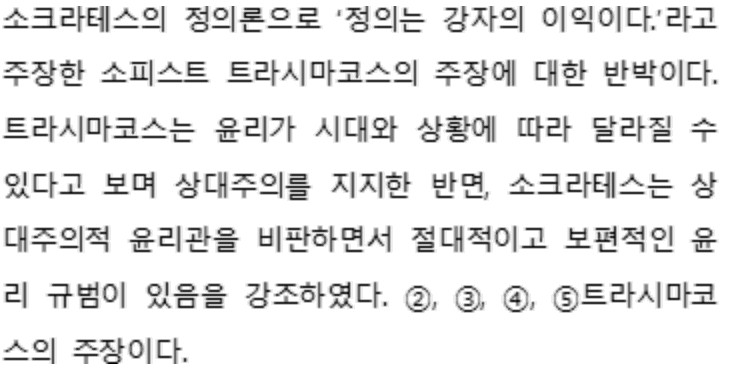 소크라테스의 정의론으로 ‘정의는 강자의 이익이다.’라고
주장한 소피스트 트라시마코스의 주장에 대한 반박이다.
트라시마코스는 윤리가 시대와 상황에 따라 달라질 수
있다고 보며 상대주의를 지지한 반면, 소크라테스는 상
대주의적 윤리관을 비판하면서 절대적이고 보편적인 윤
리 규범이 있음을 강조하였다. ②, ③, ④, ⑤트라시마코
스의 주장이다.